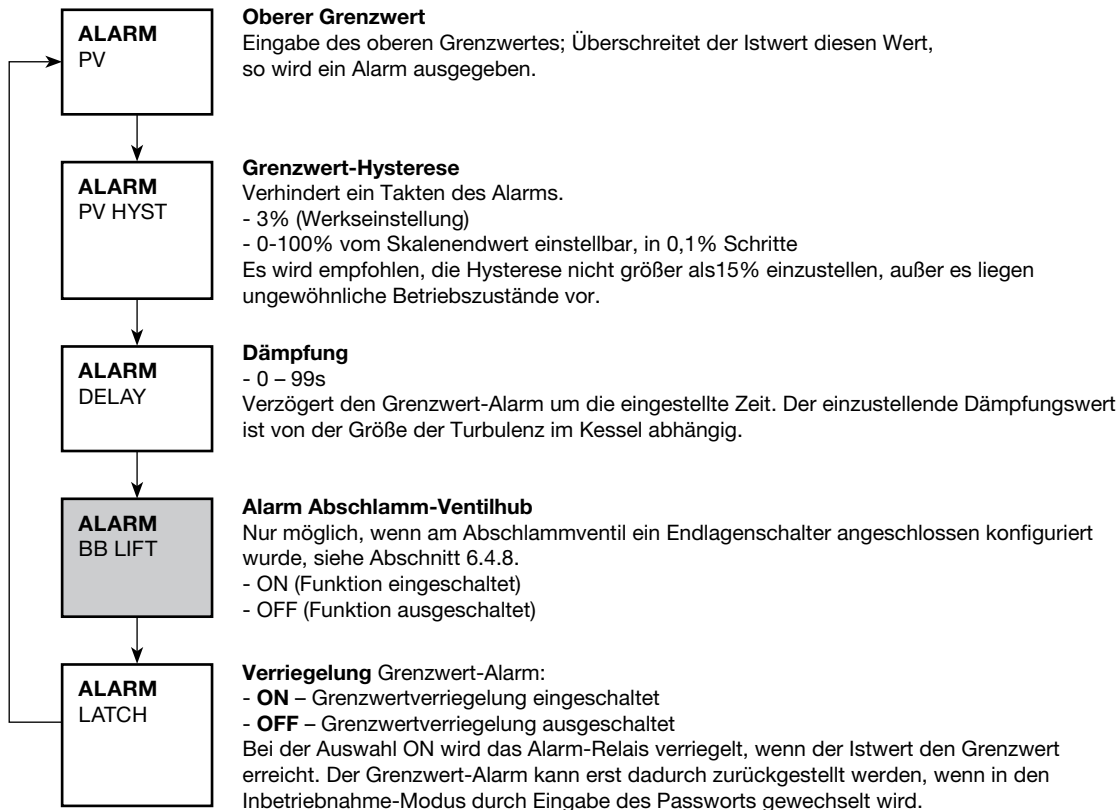 ALARM
PV
Oberer Grenzwert
Eingabe des oberen Grenzwertes; Überschreitet der Istwert diesen Wert,
so wird ein Alarm ausgegeben.
ALARM
PV HYST
Grenzwert-Hysterese
Verhindert ein Takten des Alarms.
- 3% (Werkseinstellung)
- 0-100% vom Skalenendwert einstellbar, in 0,1% Schritte
Es wird empfohlen, die Hysterese nicht größer als15% einzustellen, außer es liegen
ungewöhnliche Betriebszustände vor.
ALARM
DELAY
Dämpfung
- 0 – 99s
Verzögert den Grenzwert-Alarm um die eingestellte Zeit. Der einzustellende Dämpfungswert
ist von der Größe der Turbulenz im Kessel abhängig.
ALARM
BB LIFT
Alarm Abschlamm-Ventilhub
Nur möglich, wenn am Abschlammventil ein Endlagenschalter angeschlossen konfiguriert
wurde, siehe Abschnitt 6.4.8.
- ON (Funktion eingeschaltet)
- OFF (Funktion ausgeschaltet)
ALARM
LATCH
Verriegelung Grenzwert-Alarm:
- ON – Grenzwertverriegelung eingeschaltet
- OFF – Grenzwertverriegelung ausgeschaltet
Bei der Auswahl ON wird das Alarm-Relais verriegelt, wenn der Istwert den Grenzwert
erreicht. Der Grenzwert-Alarm kann erst dadurch zurückgestellt werden, wenn in den
Inbetriebnahme-Modus durch Eingabe des Passworts gewechselt wird.